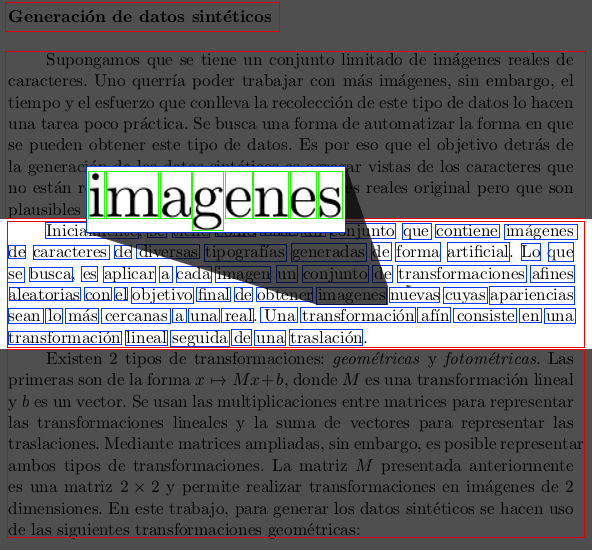 Generación de datos sintéticos
Supongamos que se tiene un conjunto limitado de imágenes reales de
caracteres. Uno querría poder trabajar con más imágenes, sin embargo, el
tiempo y el esfuerzo que conlleva la recolección de este tipo de datos lo hacen
una tarea poco práctica. Se busca una forma de automatizar la forma en que
se pueden obtener este tipo de datos. Es por eso que el objetivo detrás de
la generación de los datos sintéticos es agregar vistas de los caracteres que
no están reales original pero que son
plausibles
imagenes
conjunto que contiene imágenes
de caracteres de diversas tipografías generadas de forma artificial. Lo que
se busca, es aplicar a cada imagen un conjunto de transformaciones afines
aleatorias con el objetivo final de obtener imagenes nuevas cuyas apariencias
sean lo más cercanas a una real. Una transformación afín consiste en una
transformación lineal seguida de una traslación.
Existen 2 tipos de transformaciones: geométricas y fotométricas. Las
primeras son de la forma x ↦ Mx+b, donde M es una transformación lineal
y b es un vector. Se usan las multiplicaciones entre matrices para representar
las transformaciones lineales y la suma de vectores para representar las
traslaciones. Mediante matrices ampliadas, sin embargo, es posible representar
ambos tipos de transformaciones. La matriz M presentada anteriormente
es una matriz 2 × 2 y permite realizar transformaciones en imágenes de 2
dimensiones. En este trabajo, para generar los datos sintéticos se hacen uso
de las siguientes transformaciones geométricas: